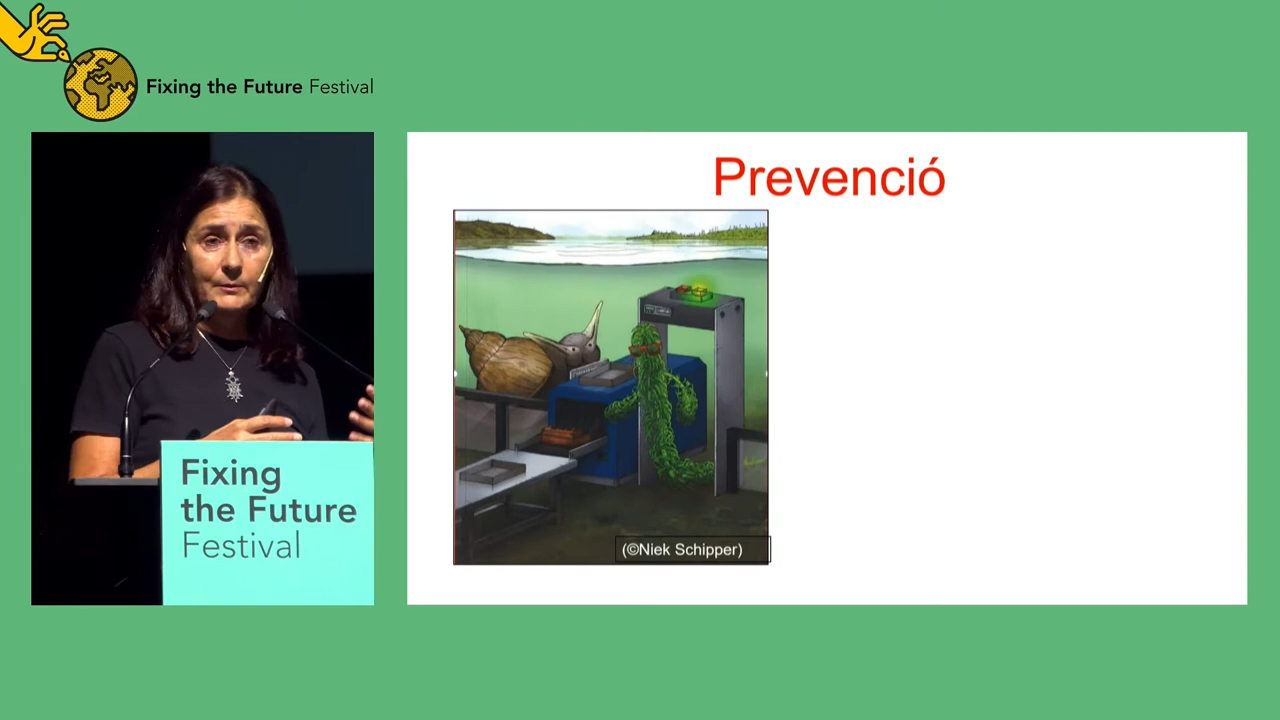 Fixing the Future Festival
Prevenció
(©Niek Schipper)
Fixing
the Future
Festival